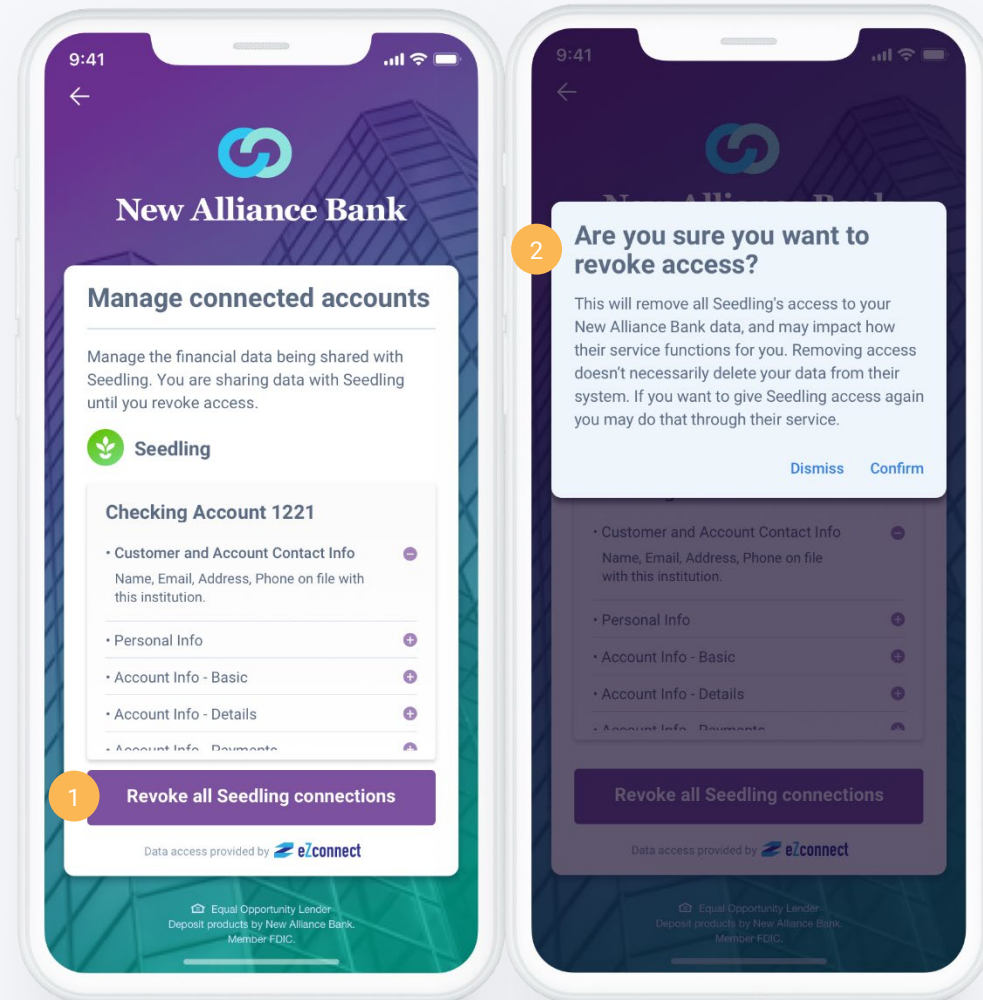 9:41
New Alliance Bank
Manage connected accounts
Manage the financial data being shared with
Seedling. You are sharing data with Seedling
until you revoke access.
Seedling
Checking Account 1221
• Customer and Account Contact Info
Name, Email, Address, Phone on file with
this institution.
• Personal Info
• Account Info - Basic
• Account Info - Details
• Account Info - Payments
1
Revoke all Seedling connections
Data access provided by eZconnect
Equal Opportunity Lender
Deposit products by New Alliance Bank.
Member FDIC.
9:41
New Alliance Bank
2
Are you sure you want to
revoke access?
This will remove all Seedling's access to your
New Alliance Bank data, and may impact how
their service functions for you. Removing access
doesn't necessarily delete your data from their
system. If you want to give Seedling access again
you may do that through their service.
Dismiss Confirm
• Customer and Account Contact Info
Name, Email, Address, Phone on file
with this institution.
• Personal Info
• Account Info - Basic
• Account Info - Details
• Account Info - Payments
Revoke all Seedling connections
Data access provided by eZconnect
Equal Opportunity Lender
Deposit products by New Alliance Bank.
Member FDIC.